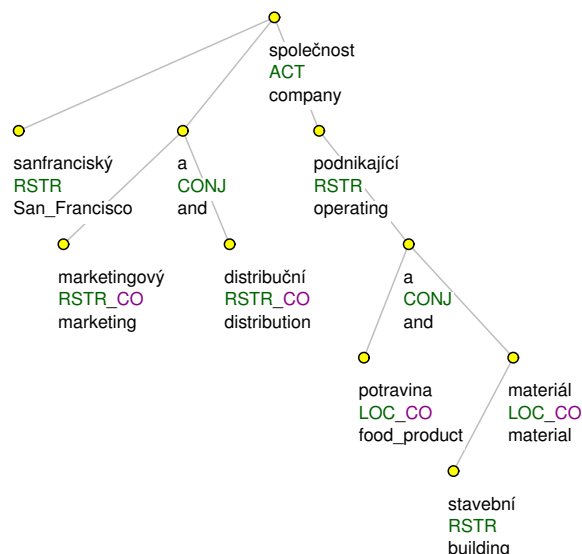 společnost
ACT
company
sanfranciský
RSTR
San_Francisco
a
CONJ
and
podnikající
RSTR
operating
marketingový
RSTR_CO
marketing
distribuční
RSTR_CO
distribution
a
CONJ
and
potravina
LOC_CO
food_product
materiál
LOC_CO
material
stavební
RSTR
building